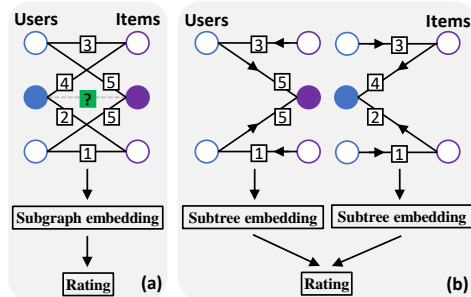 Users Items
3
4 5
?
2 5
1
Subgraph embedding
Rating
(a)
Users Items
3 3
5 4
5 2
1 1
Subtree embedding Subtree embedding
Rating
(b)